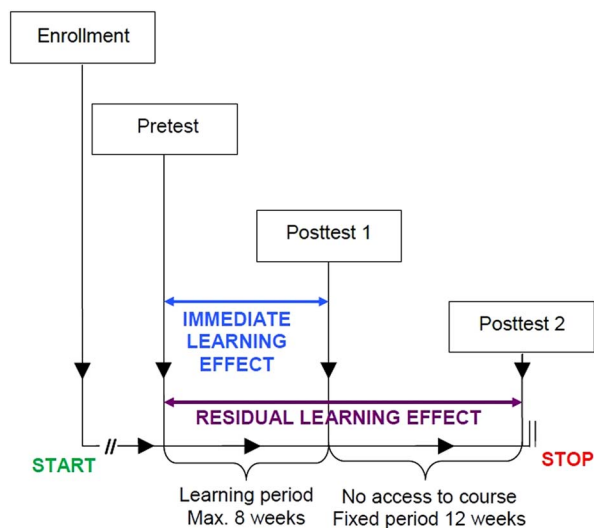 Enrollment
Pretest
Posttest 1
IMMEDIATE
LEARNING
EFFECT
Posttest 2
RESIDUAL LEARNING EFFECT
START
STOP
Learning period
Max. 8 weeks
No access to course
Fixed period 12 weeks